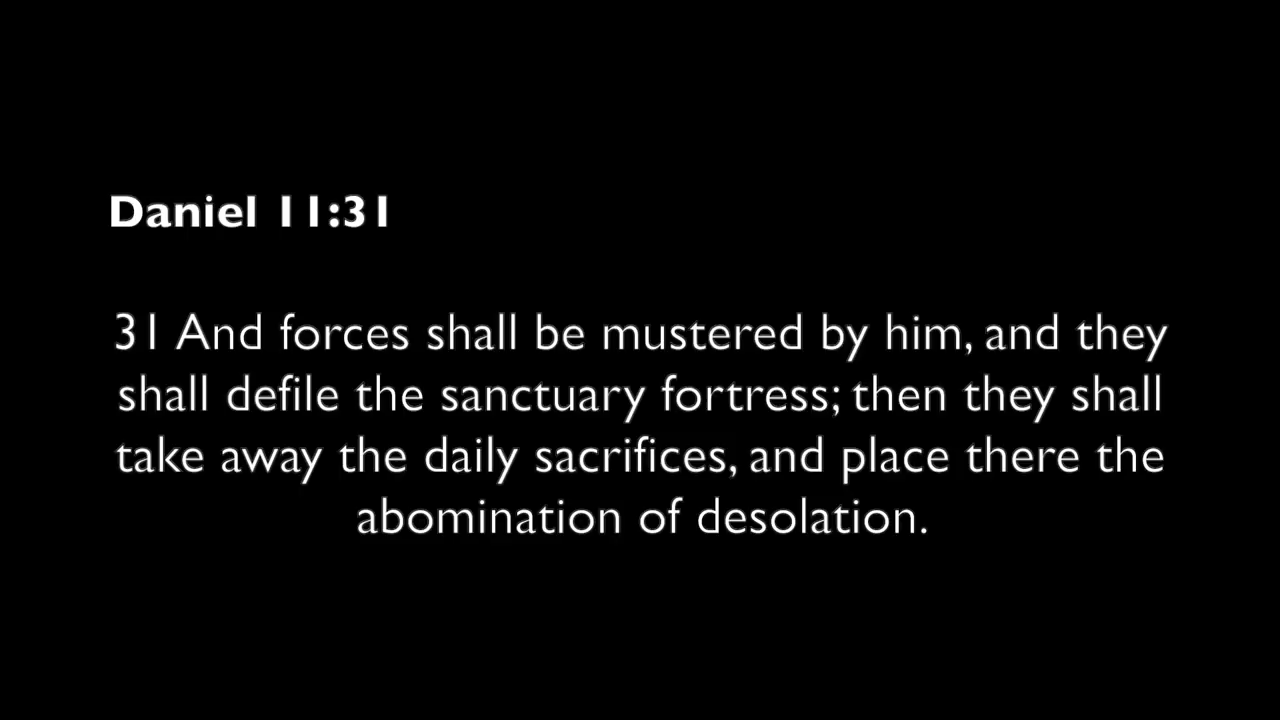 Daniel 11:31
31 And forces shall be mustered by him, and they
shall defile the sanctuary fortress; then they shall
take away the daily sacrifices, and place there the
abomination of desolation.